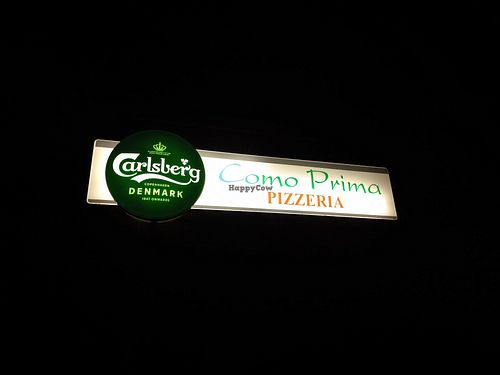 Carlsberg
COPENHAGEN
DENMARK
1847 ONWARDS
Como Prima
HappyCow
PIZZERIA